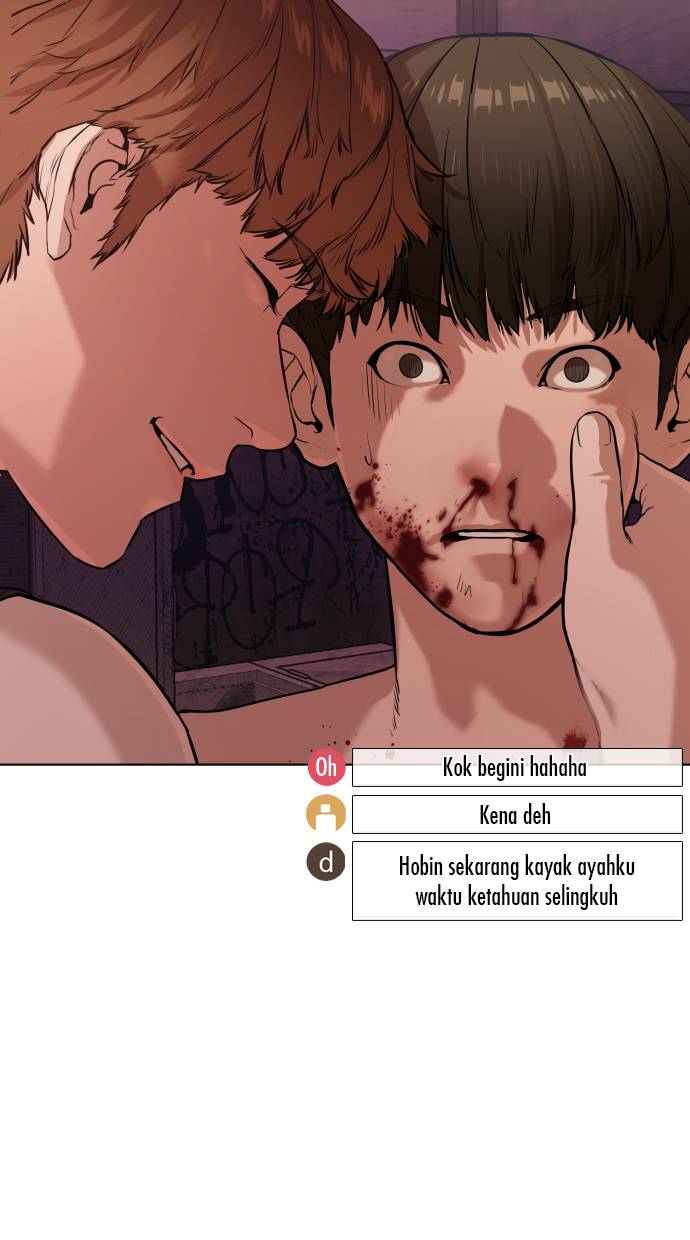 Oh
Kok begini hahaha
Kena deh
d
Hobin sekarang kayak ayahku
waktu ketahuan selingkuh